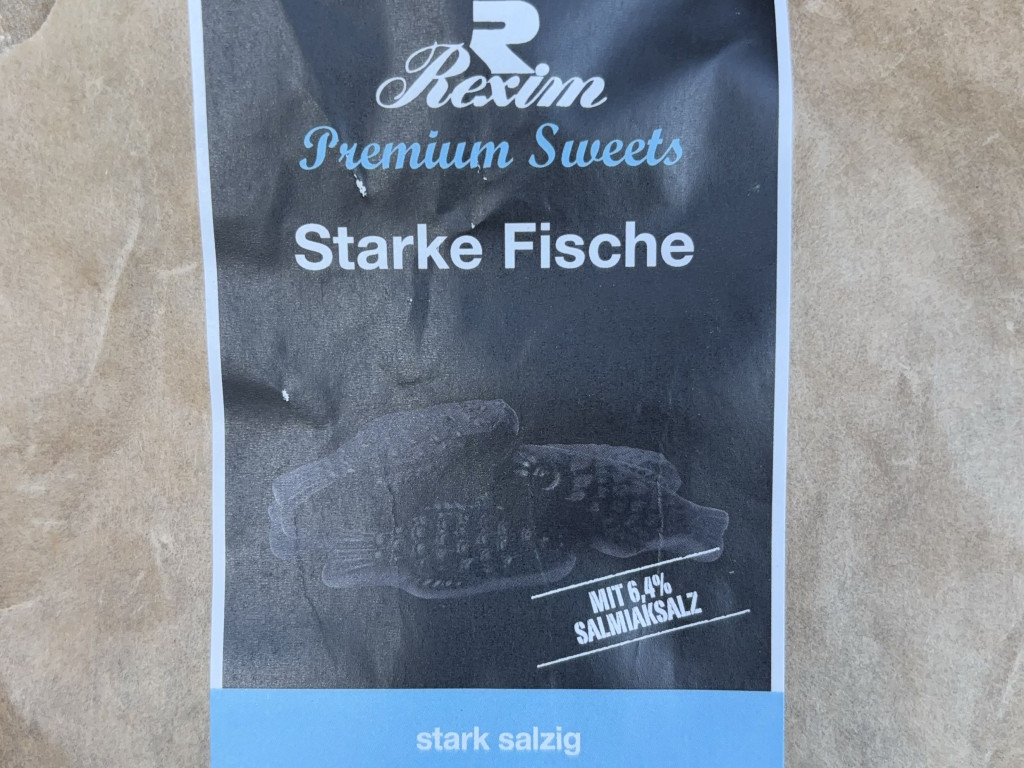 R
Rexim
Premium Sweets
Starke Fische
MIT 6,4%
SALMIAKSALZ
stark salzig